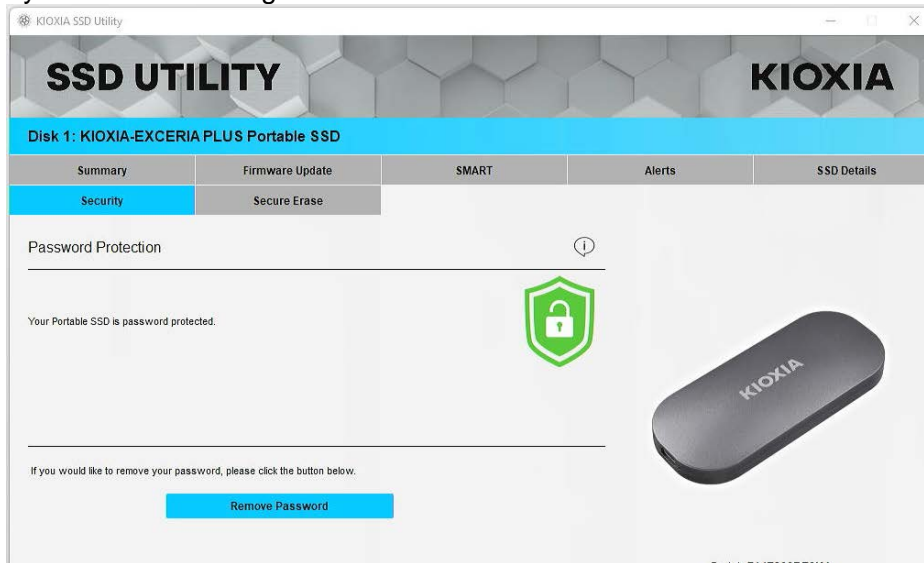 KIOXIA SSD Utility
SSD UTILITY
KIOXIA
Disk 1: KIOXIA-EXCERIA PLUS Portable SSD
Summary
Firmware Update
SMART
Alerts
SSD Details
Security
Secure Erase
Password Protection
Your Portable SSD is password protected.
KIOXIA
If you would like to remove your password, please click the button below.
Remove Password